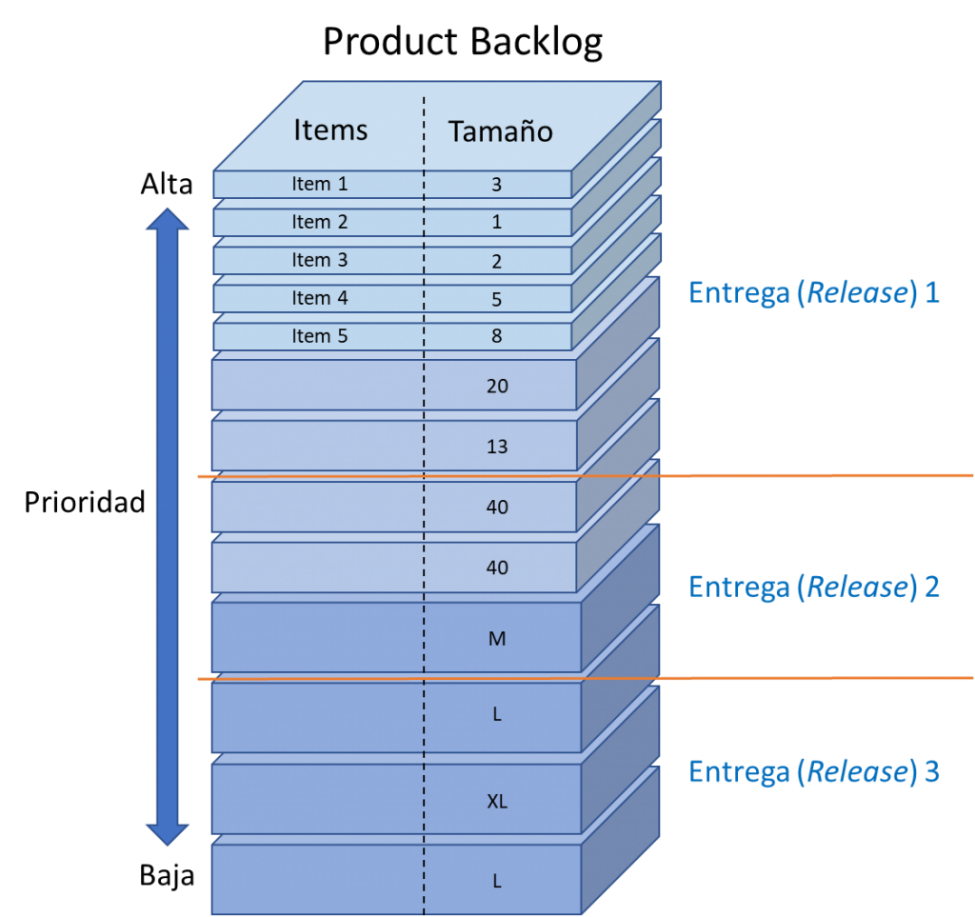 Product Backlog
Items Tamaño
Alta
Item 1 3
Item 2 1
Item 3 2
Item 4 5
Item 5 8
Entrega (Release) 1
20
13
Prioridad
40
40
Entrega (Release) 2
M
L
Entrega (Release) 3
XL
Baja
L